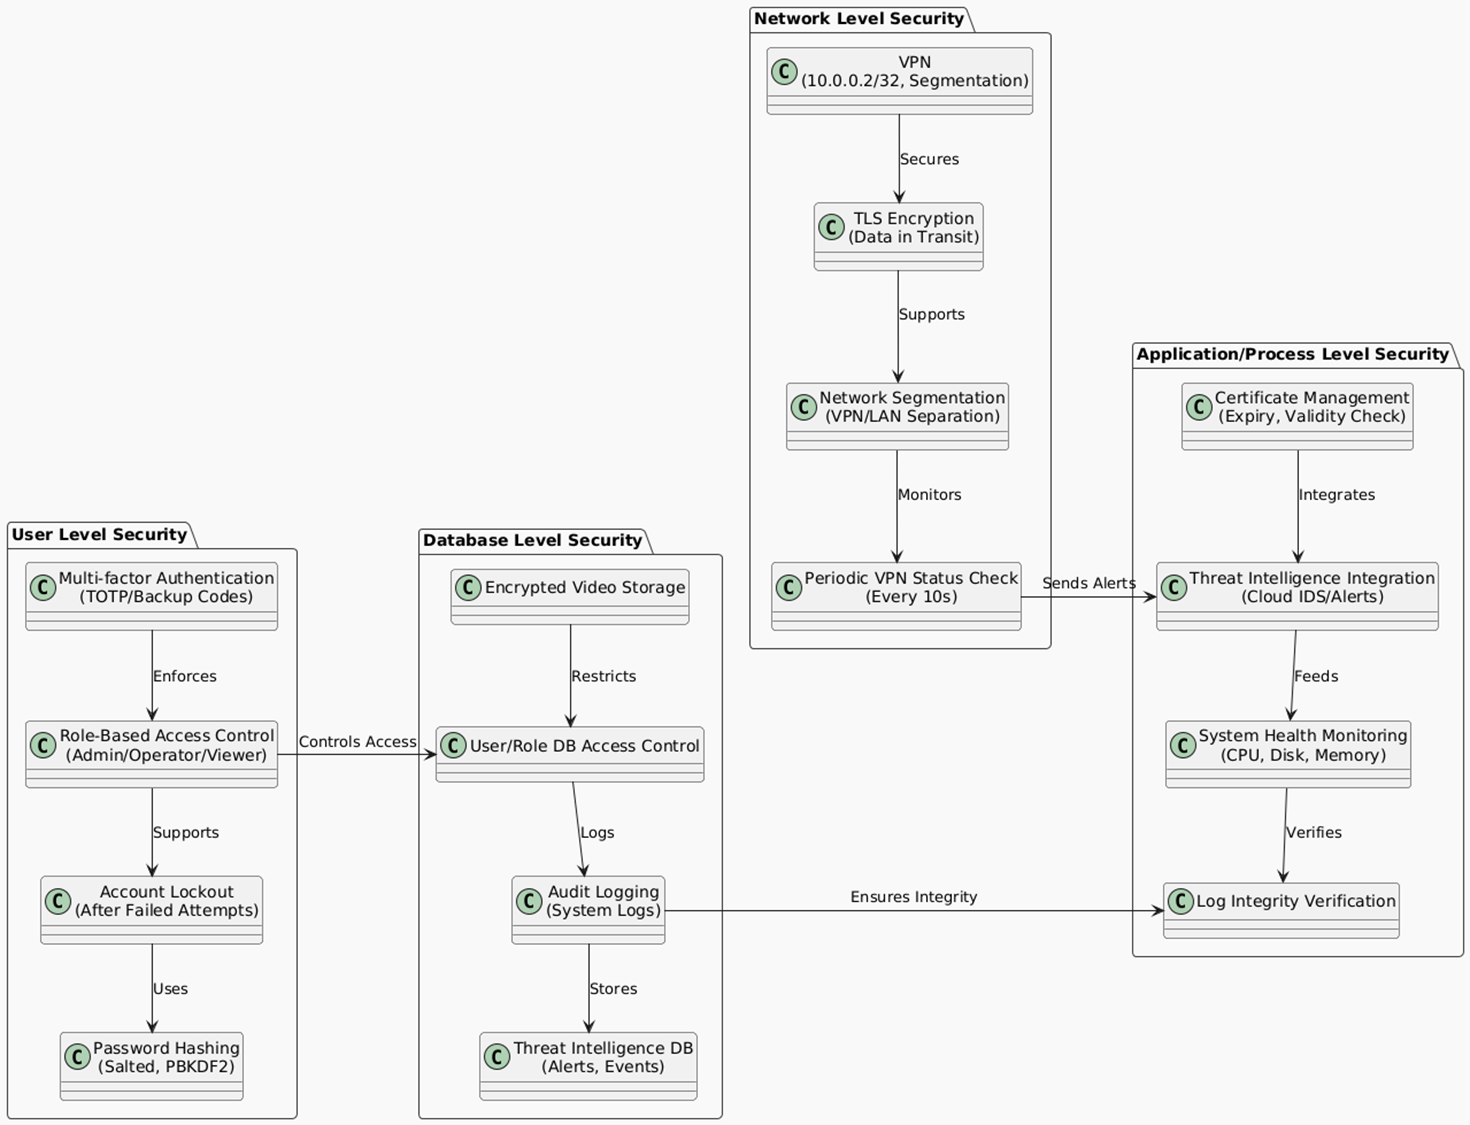 Network Level Security
C
VPN
(10.0.0.2/32, Segmentation)
Secures
C
TLS Encryption
(Data in Transit)
Supports
C
Network Segmentation
(VPN/LAN Separation)
Monitors
C
Periodic VPN Status Check
(Every 10s)
Sends Alerts
Application/Process Level Security
C
Certificate Management
(Expiry, Validity Check)
Integrates
C
Threat Intelligence Integration
(Cloud IDS/Alerts)
Feeds
C
System Health Monitoring
(CPU, Disk, Memory)
Verifies
C
Log Integrity Verification
User Level Security
C
Multi-factor Authentication
(TOTP/Backup Codes)
Enforces
C
Role-Based Access Control
(Admin/Operator/Viewer)
Controls Access
Supports
C
Account Lockout
(After Failed Attempts)
Uses
C
Password Hashing
(Salted, PBKDF2)
Database Level Security
C
Encrypted Video Storage
Restricts
C
User/Role DB Access Control
Logs
C
Audit Logging
(System Logs)
Ensures Integrity
Stores
C
Threat Intelligence DB
(Alerts, Events)